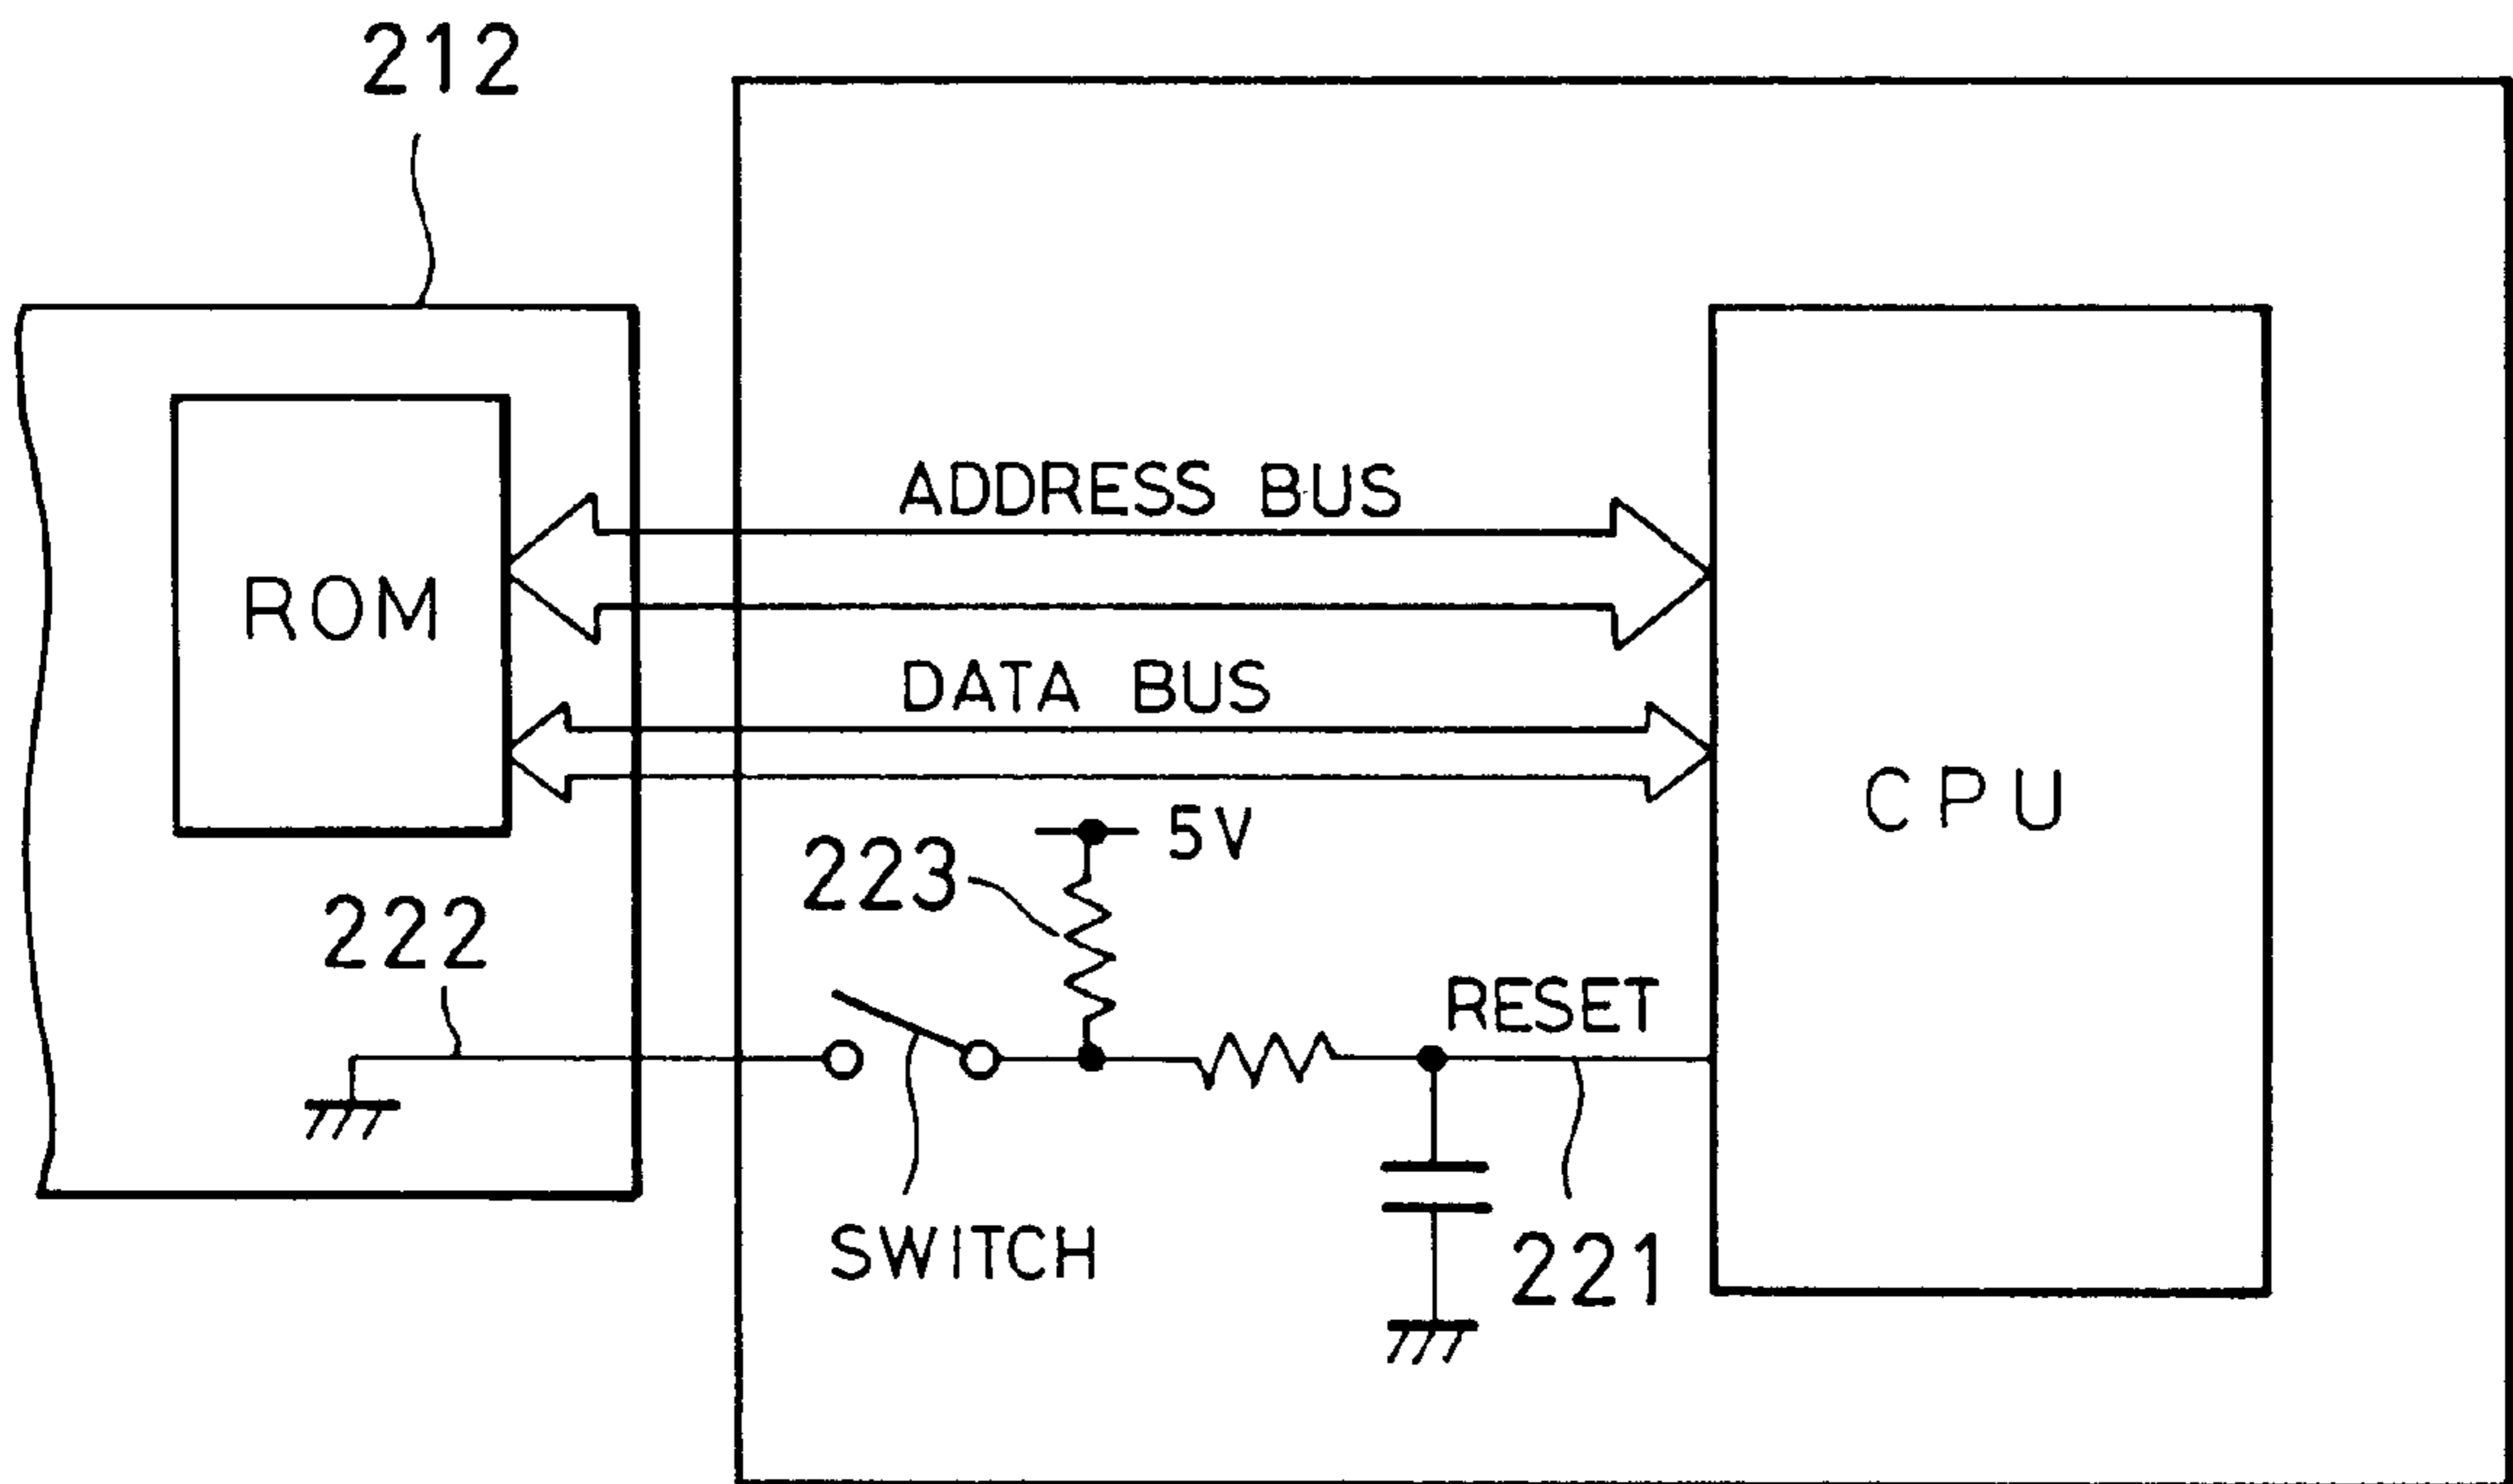 212
ADDRESS BUS
ROM
DATA BUS
CPU
5V
223
222
RESET
SWITCH
221